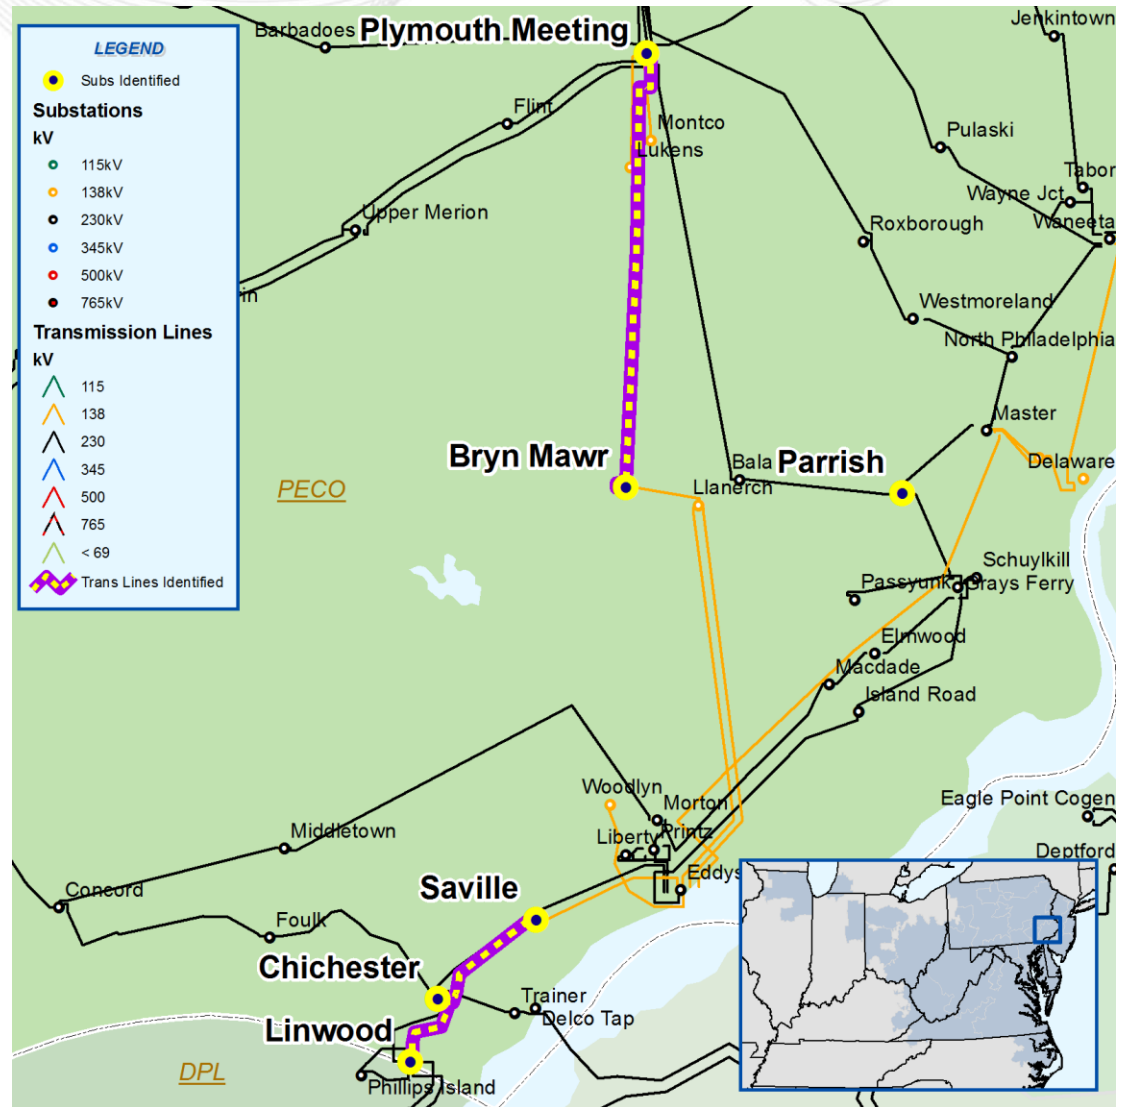 Barbadoes
Plymouth Meeting
Jenkintown
LEGEND
Subs Identified
Substations
kV
115kV
138kV
230kV
345kV
500kV
765kV
Transmission Lines
kV
115
138
230
345
500
765
< 69
Trans Lines Identified
Flint
Montco
Lukens
Pulaski
Tabor
Wayne Jct
Waneeta
Upper Merion
Roxborough
in
Westmoreland
North Philadelphia
Master
Bryn Mawr
Bala
Parrish
Delaware
PECO
Llanerch
Schuylkill
Passyunk
Grays Ferry
Elmwood
Macdade
Island Road
Woodlyn
Morton
Eagle Point Cogen
Middletown
Liberty
Printz
Deptford
Concord
Saville
Eddys
Foulk
Chichester
Trainer
Linwood
Delco Tap
DPL
Phillips Island